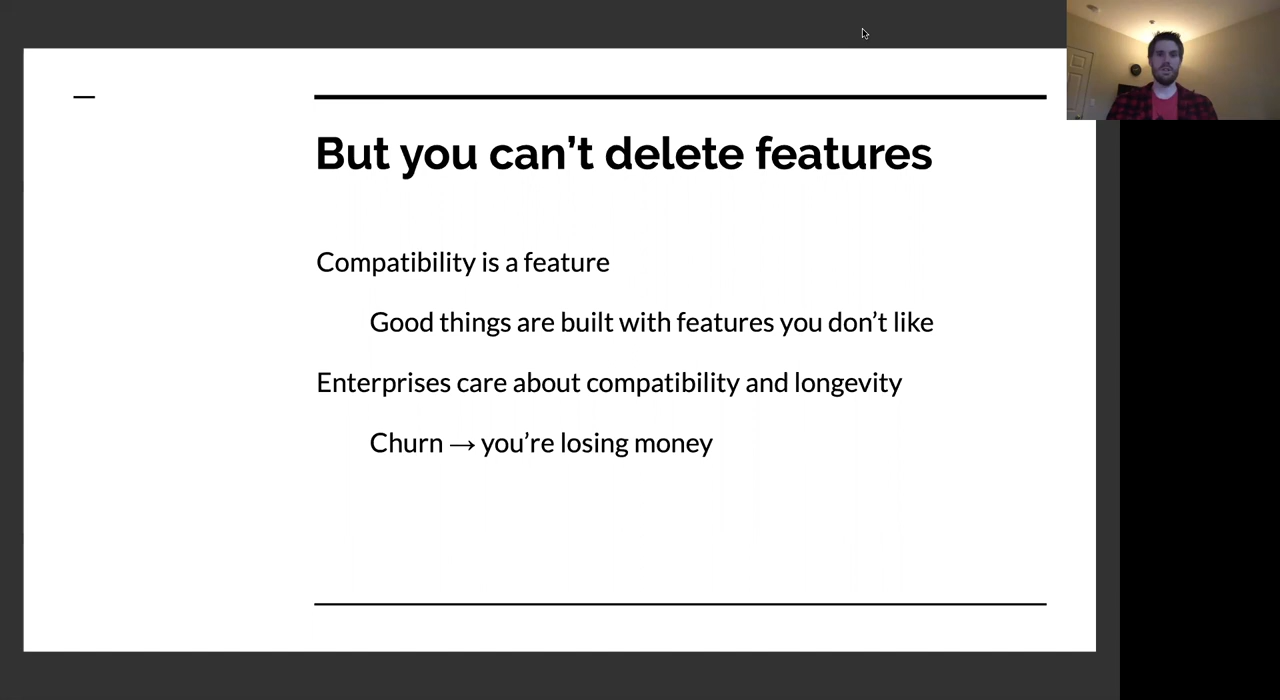 But you can’t delete features
Compatibility is a feature
Good things are built with features you don’t like
Enterprises care about compatibility and longevity
Churn → you’re losing money